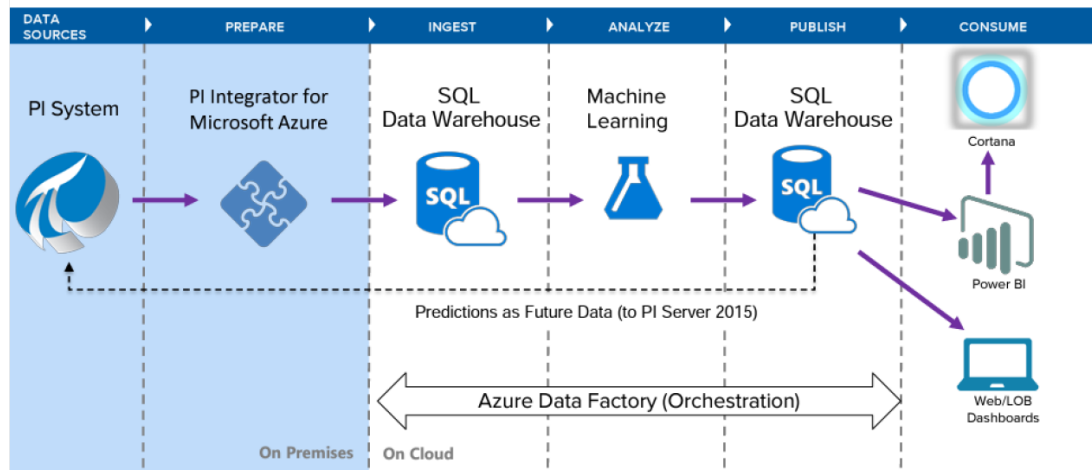 DATA
SOURCES
PREPARE
INGEST
ANALYZE
PUBLISH
CONSUME
PI System
PI Integrator for
Microsoft Azure
SQL
Data Warehouse
Machine
Learning
SQL
Data Warehouse
SQL
SQL
Cortana
Power BI
Predictions as Future Data (to PI Server 2015)
Azure Data Factory (Orchestration)
Web/LOB
Dashboards
On Premises
On Cloud